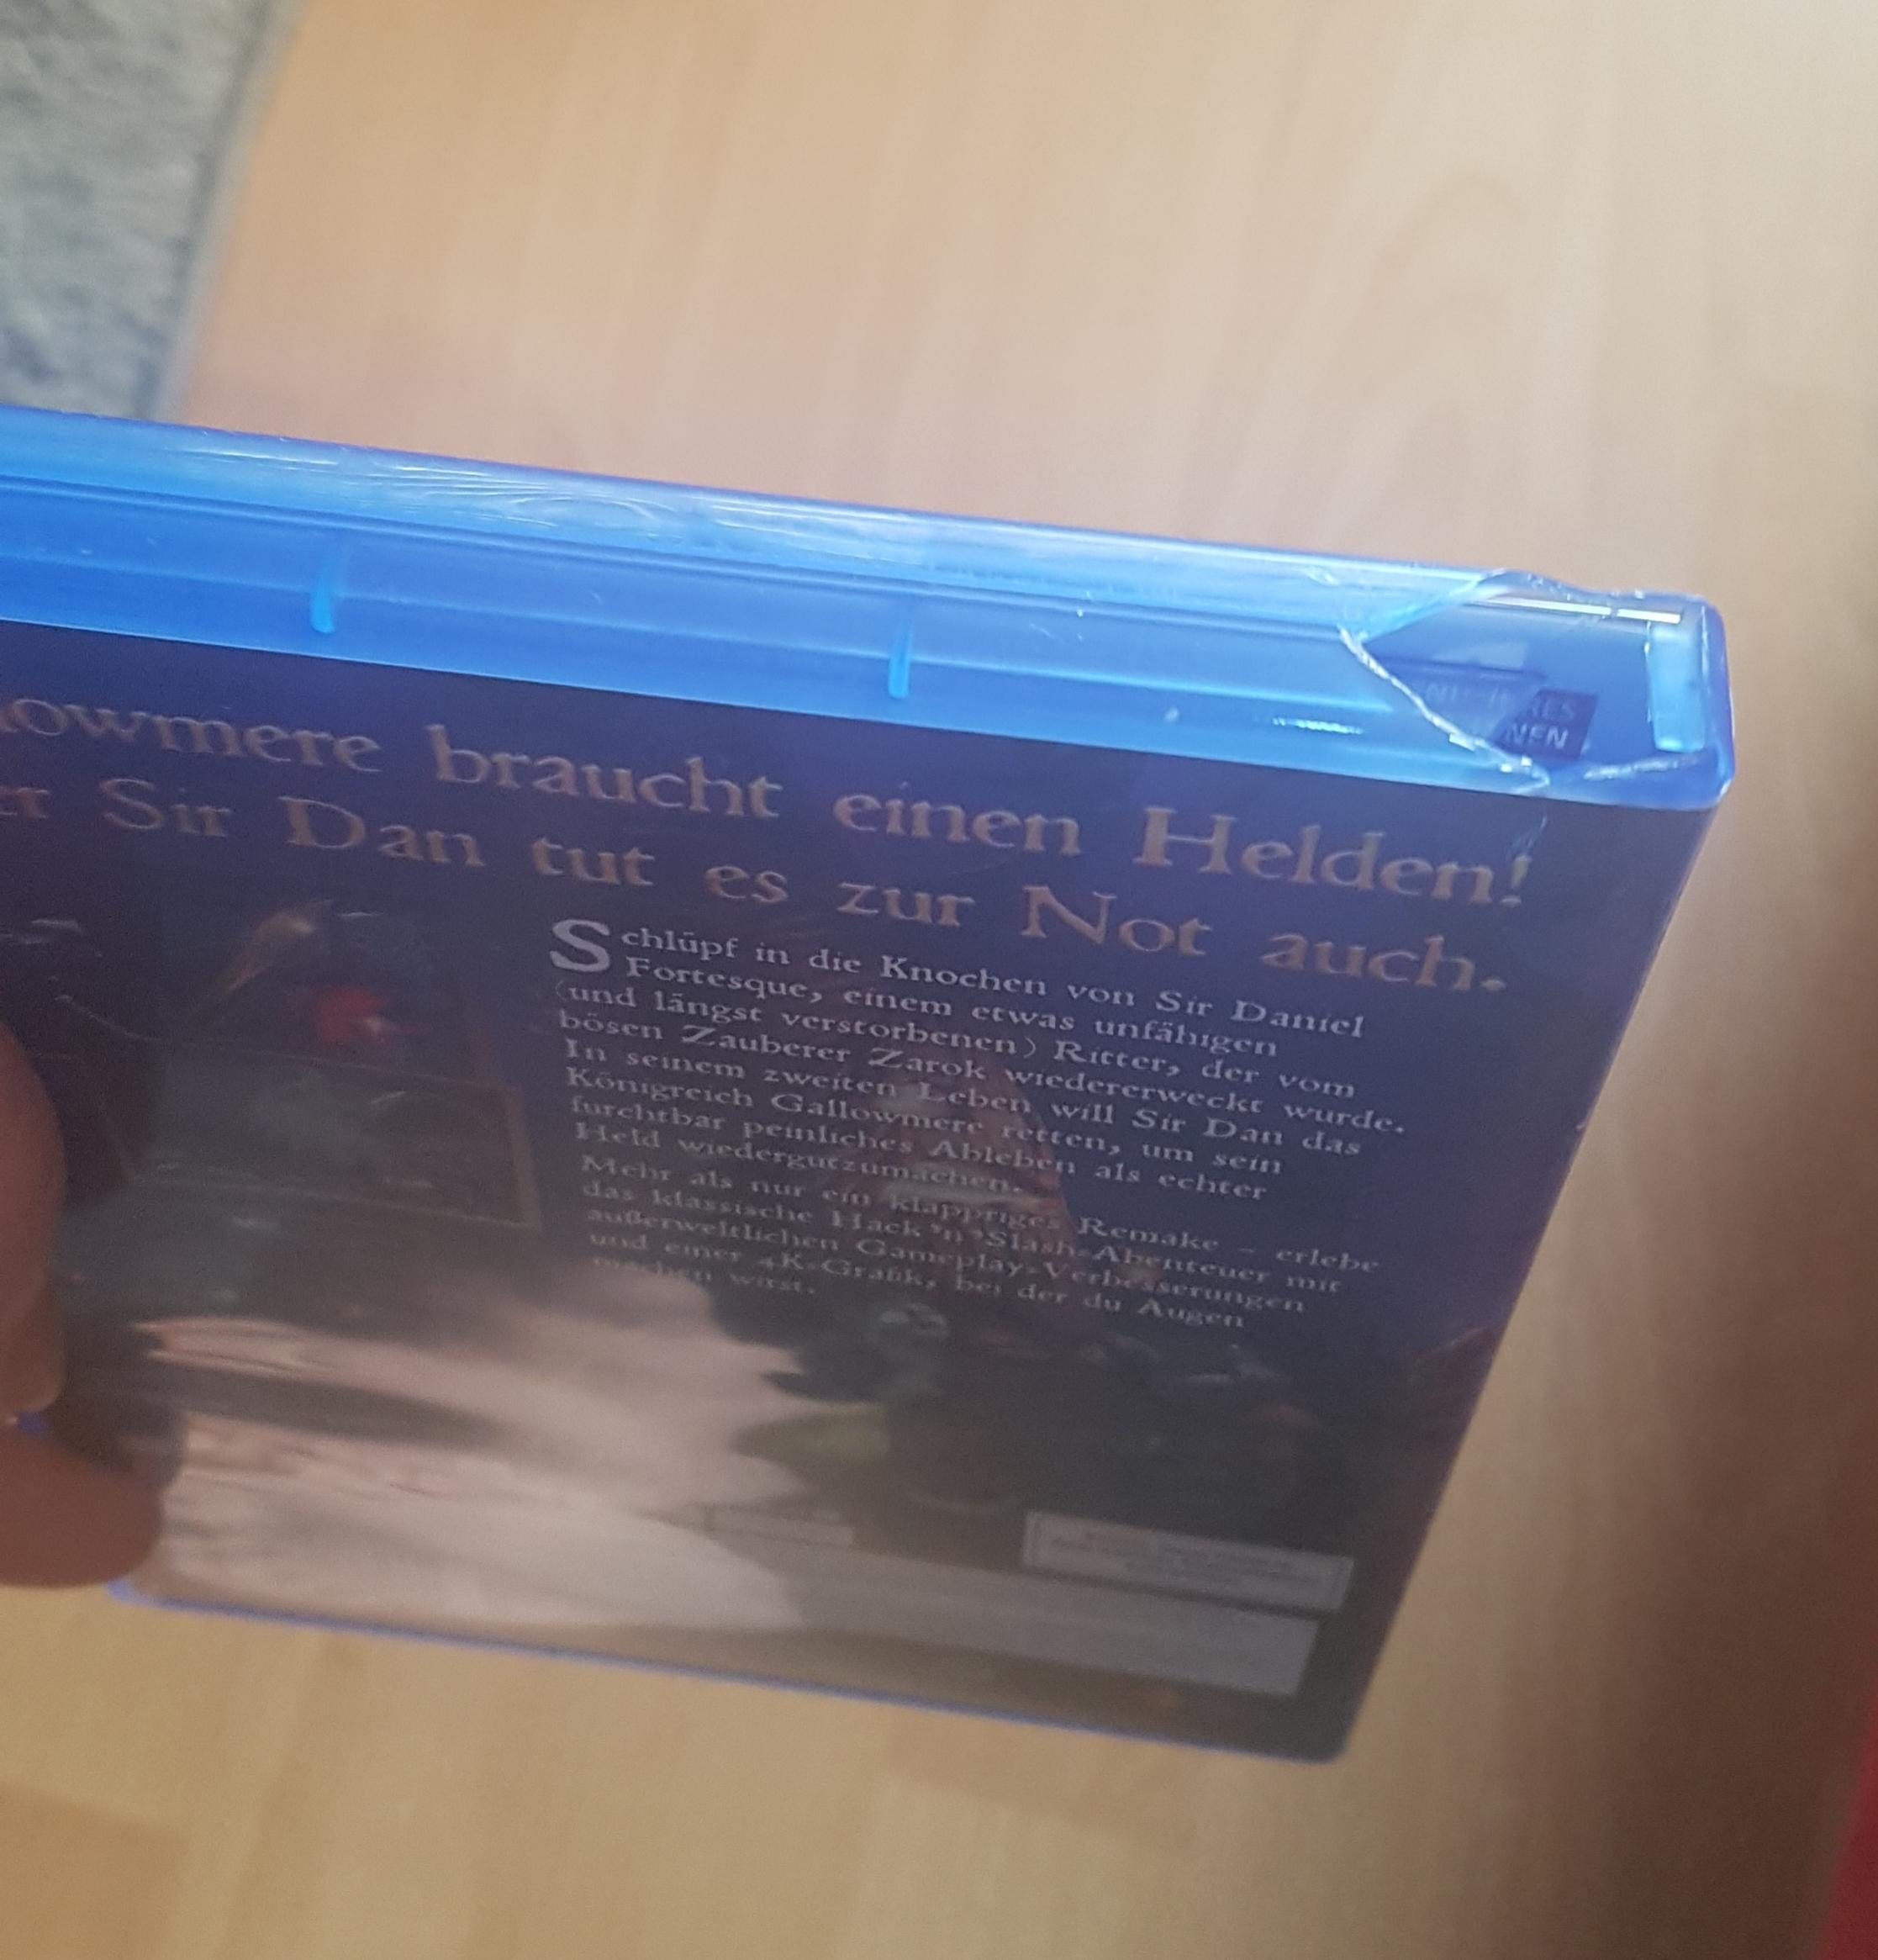 RES
NEN
owmere braucht einen Helden!
er Sir Dan tut es zur Not auch.
Schlüpf in die Knochen von Sir Daniel
Fortesque, einem etwas unfähigen
(und längst verstorbenen) Ritter, der vom
bösen Zauberer Zarok wiedererweckt wurde.
In seinem zweiten Leben will Sir Dan das
Königreich Gallowmere retten, um sein
furchtbar peinliches Ableben als echter
Held wiedergutzumachen.
Mehr als nur ein klappriges Remake – erlebe
das klassische Hack'n'Slash-Abenteuer mit
außerweltlichen Gameplay-Verbesserungen
und einer 4K-Grafik, bei der du Augen
machen wirst.